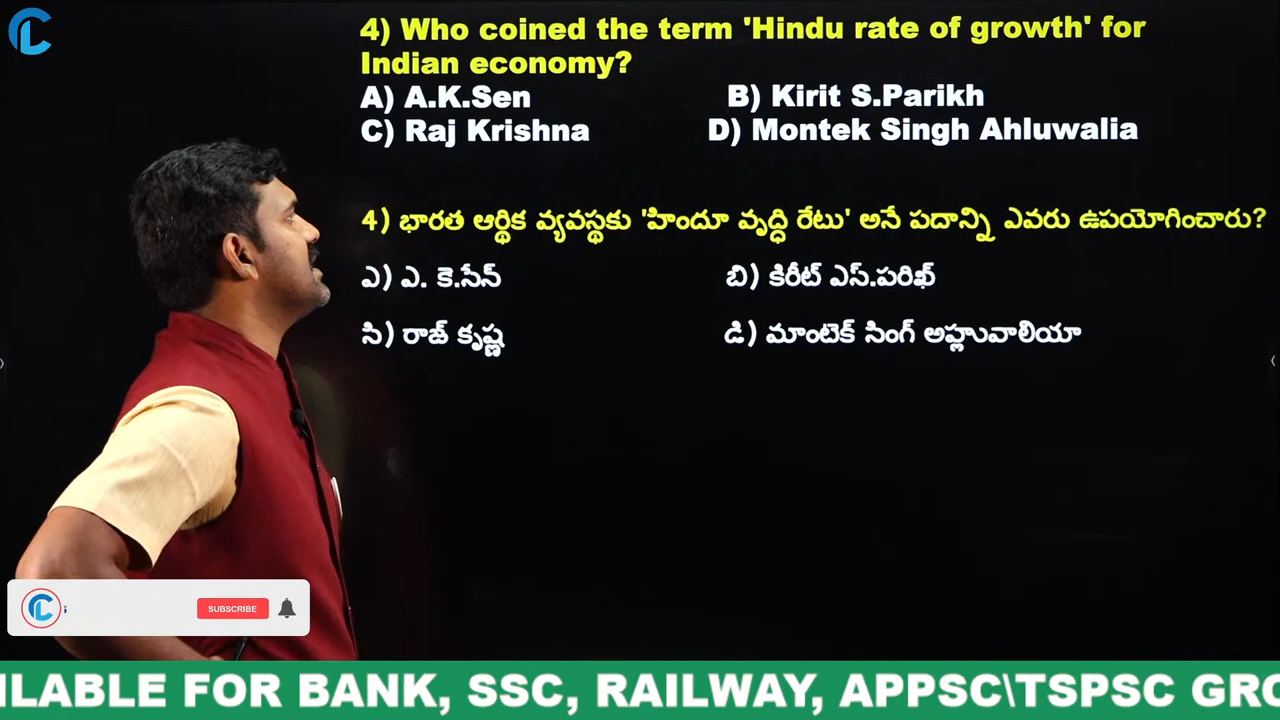 4) Who coined the term 'Hindu rate of growth' for
Indian economy?
A) A.K.Sen B) Kirit S.Parikh
C) Raj Krishna D) Montek Singh Ahluwalia
4) భారత ఆర్థిక వ్యవస్థకు 'హిందూ వృద్ధి రేటు' అనే పదాన్ని ఎవరు ఉపయోగించారు?
ఎ) ఎ. కె.సేన్ బి) కిరీట్ ఎస్.పరిఖ్
సి) రాజ్ కృష్ణ డి) మాంటెక్ సింగ్ అహ్లువాలియా
SUBSCRIBE
FOR BANK, SSC, RAILWAY, APPSC\TSPSC